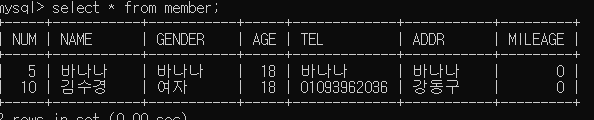 mysql> select * from member;
| NUM | NAME | GENDER | AGE | TEL | ADDR | MILEAGE |
| 5 | 바나나 | 바나나 | 18 | 바나나 | 바나나 | 0 |
| 10 | 김수경 | 여자 | 18 | 01093962036 | 강동구 | 0 |
rows in set (0.00 sec)